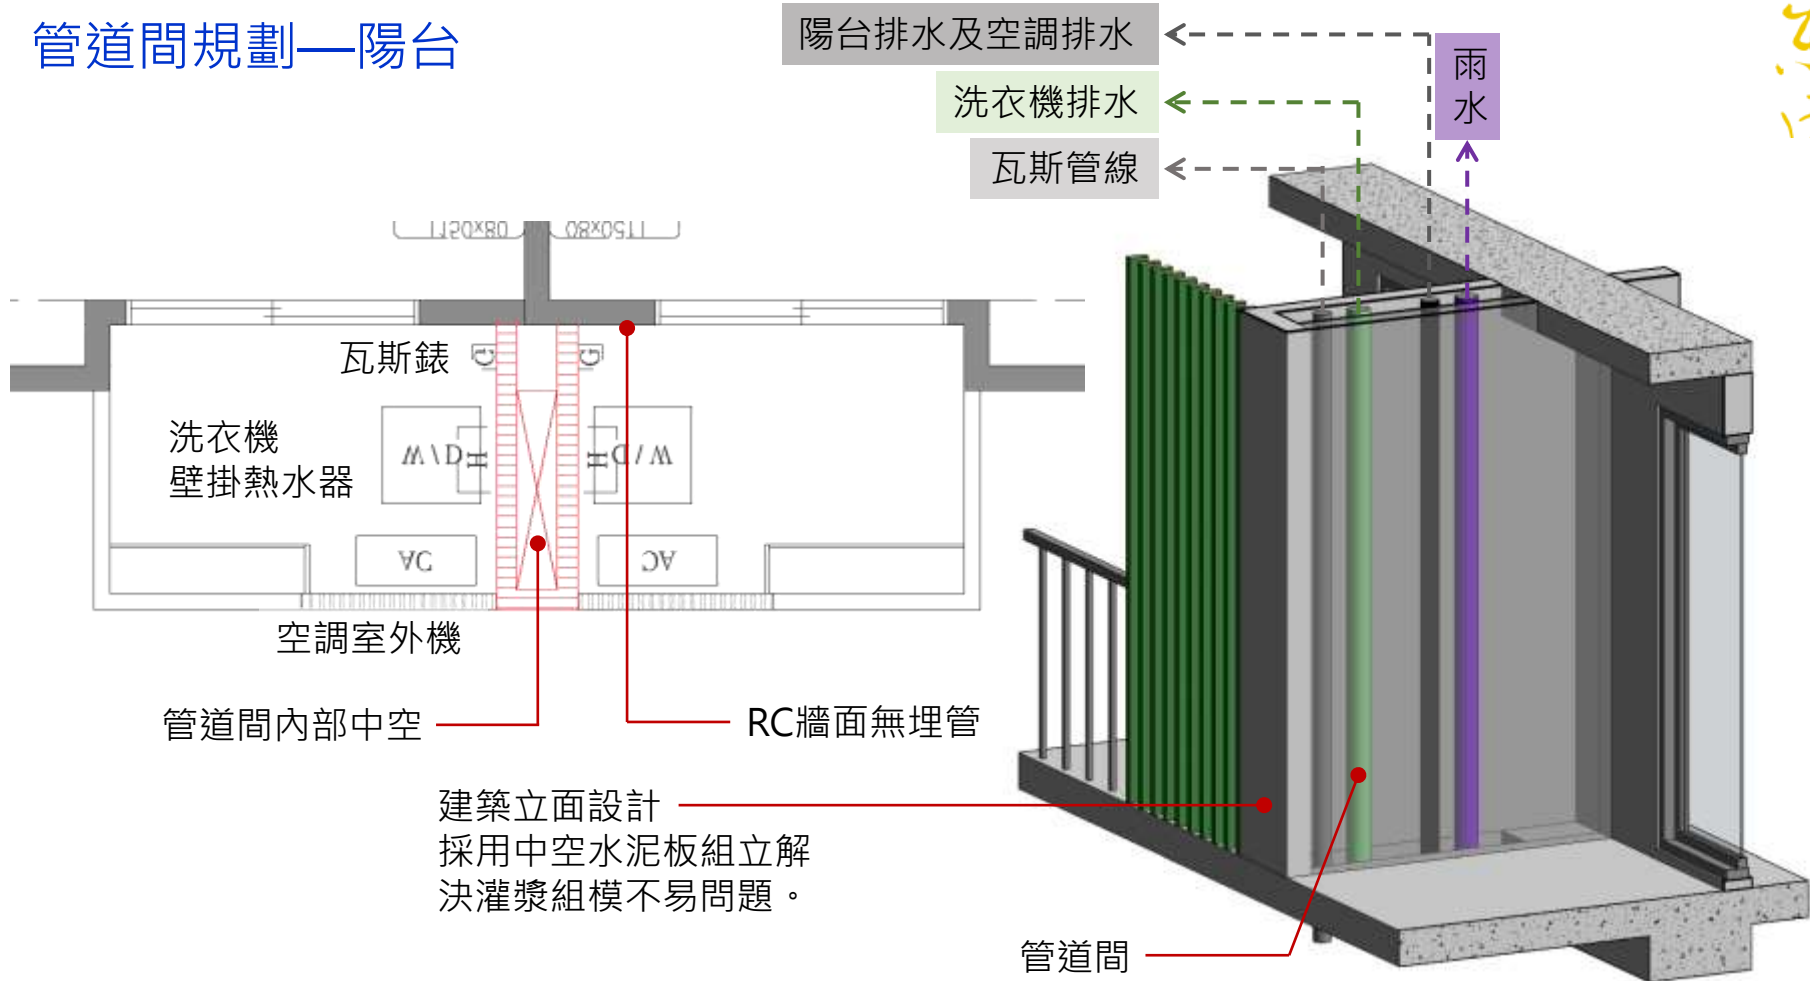 管道間規劃—陽台
陽台排水及空調排水
雨水
洗衣機排水
瓦斯管線
1150x80
1150x80
瓦斯錶
G
G
洗衣機
壁掛熱水器
W/D
H
H
W/D
AC
AC
空調室外機
管道間內部中空
RC牆面無埋管
建築立面設計
採用中空水泥板組立解
決灌漿組模不易問題。
管道間